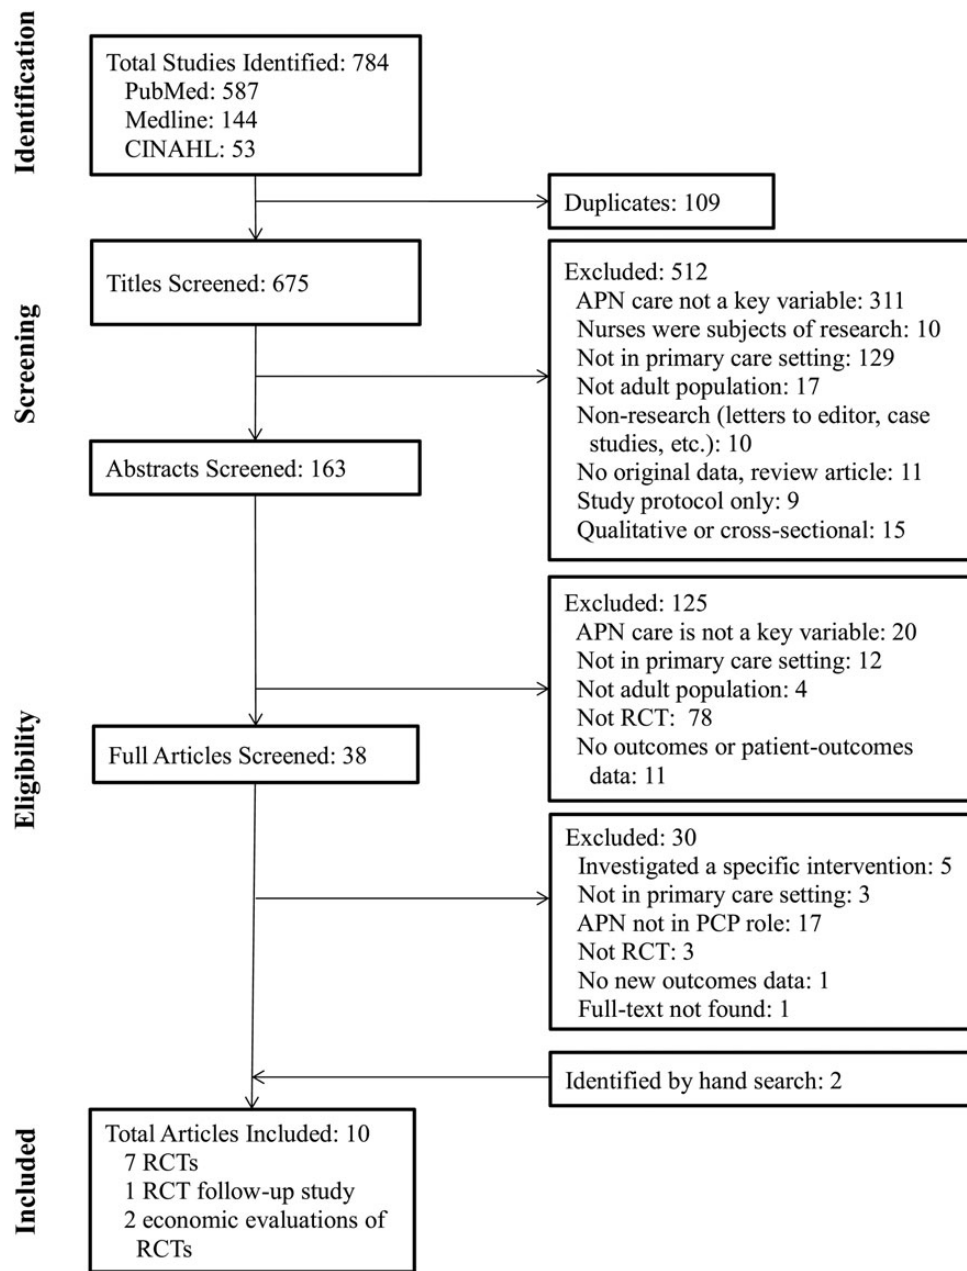 Identification
Total Studies Identified: 784
PubMed: 587
Medline: 144
CINAHL: 53
Duplicates: 109
Screening
Titles Screened: 675
Excluded: 512
APN care not a key variable: 311
Nurses were subjects of research: 10
Not in primary care setting: 129
Not adult population: 17
Non-research (letters to editor, case
studies, etc.): 10
No original data, review article: 11
Study protocol only: 9
Qualitative or cross-sectional: 15
Abstracts Screened: 163
Eligibility
Excluded: 125
APN care is not a key variable: 20
Not in primary care setting: 12
Not adult population: 4
Not RCT: 78
No outcomes or patient-outcomes
data: 11
Full Articles Screened: 38
Excluded: 30
Investigated a specific intervention: 5
Not in primary care setting: 3
APN not in PCP role: 17
Not RCT: 3
No new outcomes data: 1
Full-text not found: 1
Identified by hand search: 2
Included
Total Articles Included: 10
7 RCTs
1 RCT follow-up study
2 economic evaluations of
RCTs